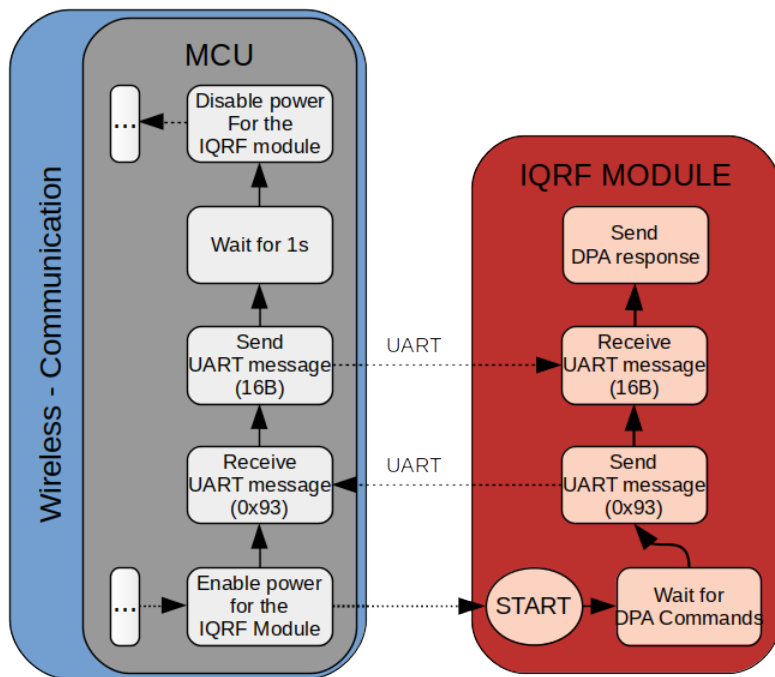 Wireless - Communication
MCU
...
Disable power
For the
IQRF module
Wait for 1s
Send
UART message
(16B)
Receive
UART message
(0x93)
...
Enable power
for the
IQRF Module
UART
UART
IQRF MODULE
Send
DPA response
Receive
UART message
(16B)
Send
UART message
(0x93)
START
Wait for
DPA Commands